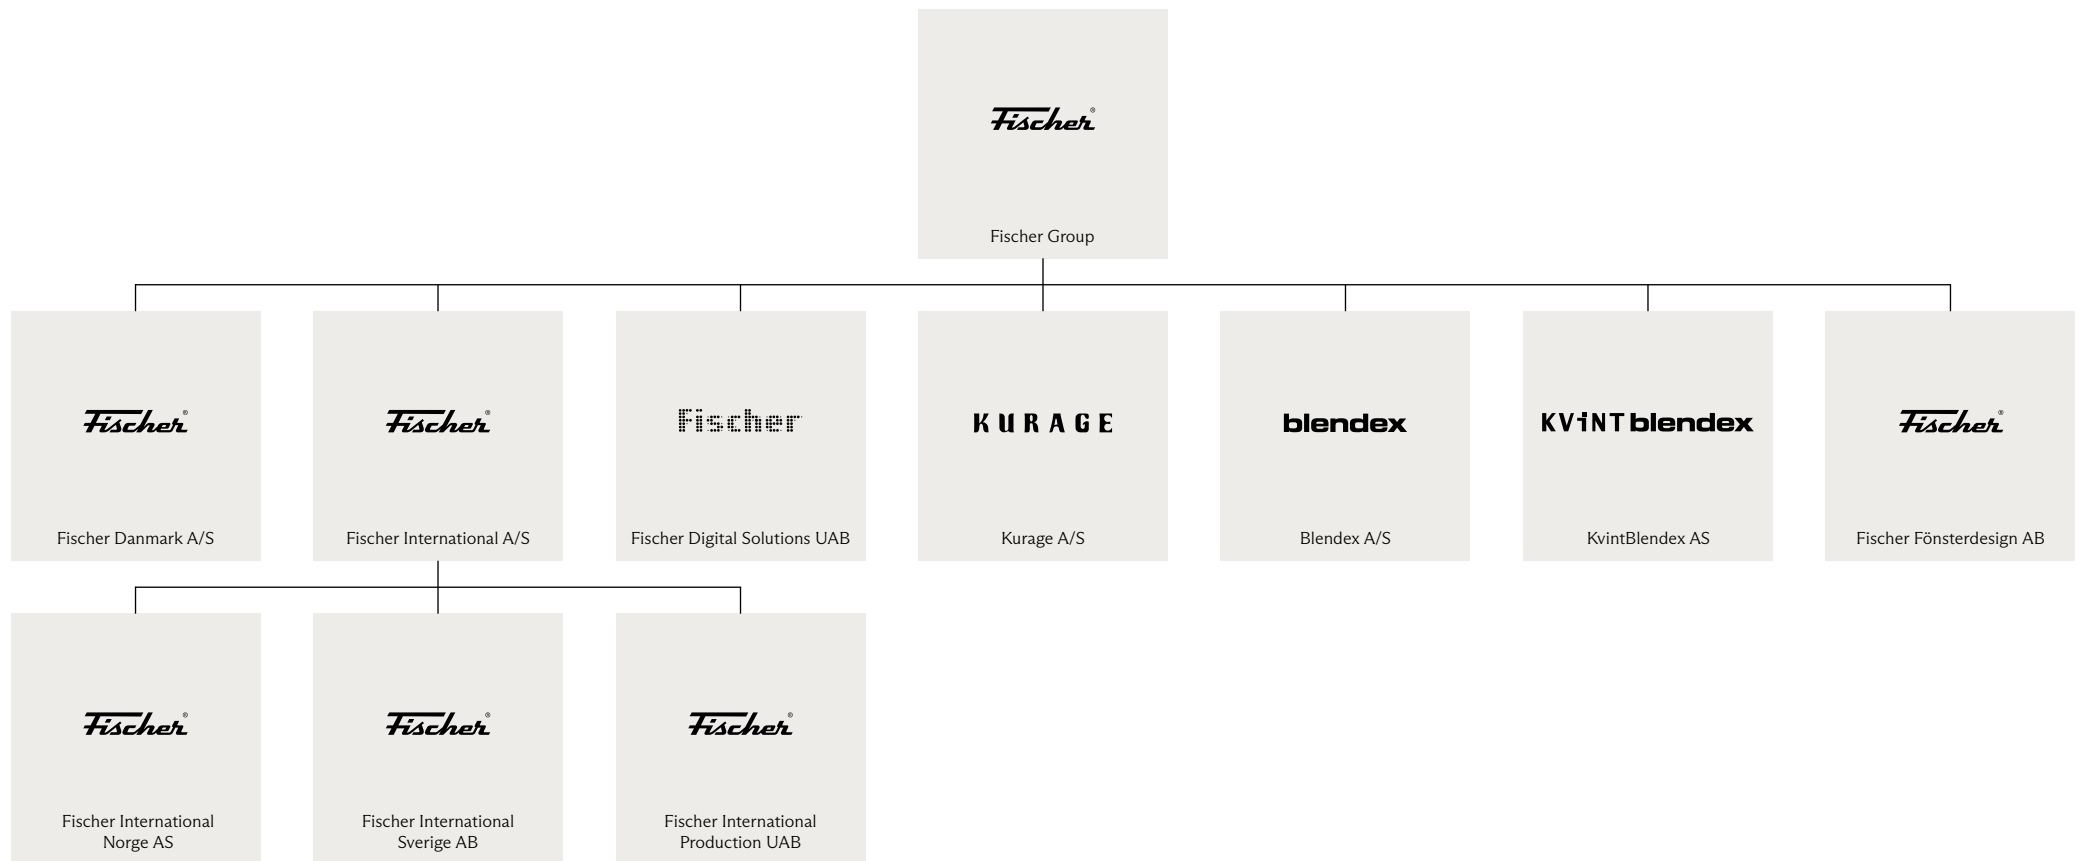 Fischer®
Fischer Group
Fischer®
Fischer®
Fischer
KURAGE
blendex
KViNT blendex
Fischer®
Fischer Danmark A/S
Fischer International A/S
Fischer Digital Solutions UAB
Kurage A/S
Blendex A/S
KvintBlendex AS
Fischer Fönsterdesign AB
Fischer®
Fischer®
Fischer®
Fischer International
Norge AS
Fischer International
Sverige AB
Fischer International
Production UAB